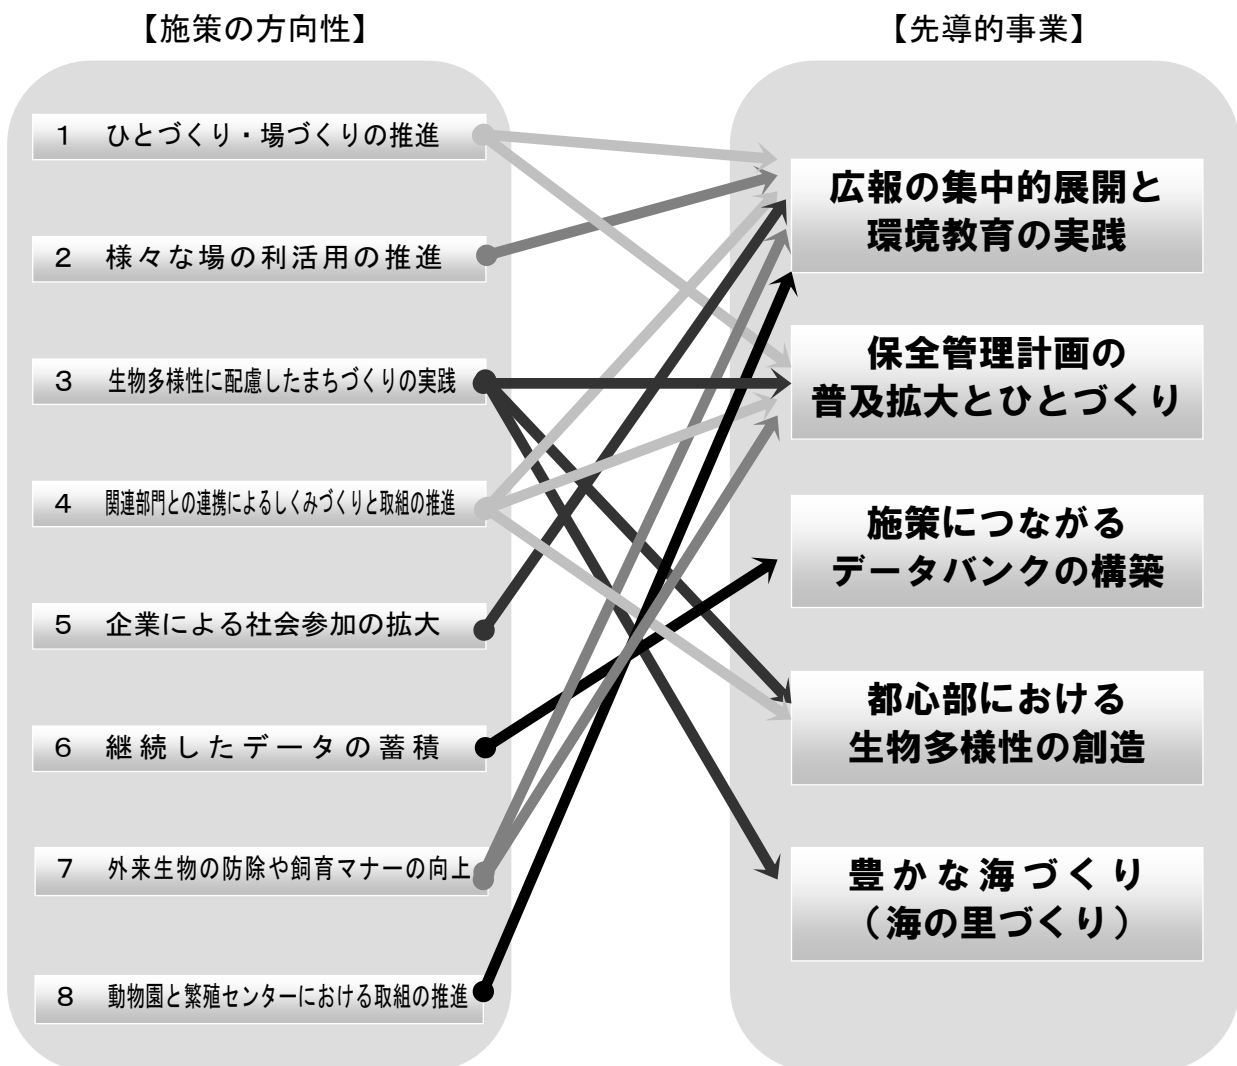 【施策の方向性】
1 ひとづくり・場づくりの推進
2 様々な場の利活用の推進
3 生物多様性に配慮したまちづくりの実践
4 関連部門との連携によるしくみづくりと取組の推進
5 企業による社会参加の拡大
6 継続したデータの蓄積
7 外来生物の防除や飼育マナーの向上
8 動物園と繁殖センターにおける取組の推進
【先導的事業】
広報の集中的展開と
環境教育の実践
保全管理計画の
普及拡大とひとづくり
施策につながる
データバンクの構築
都心部における
生物多様性の創造
豊かな海づくり
（海の里づくり）